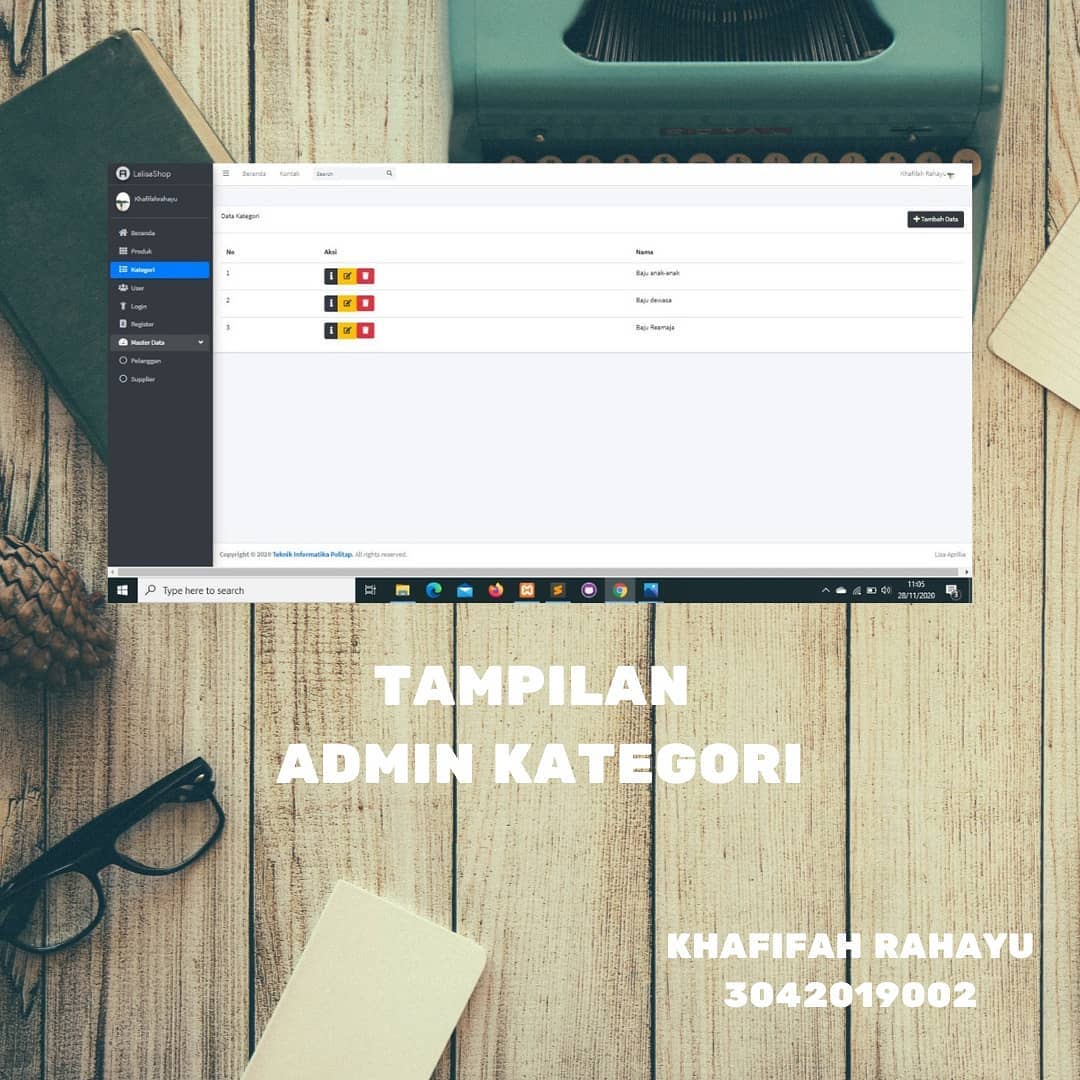 LelisaShop
Beranda Kontak Search Khafifah Rahayu
Khafifahrahayu
Data Kategori
Tambah Data
Beranda
Produk
Kategori
User
Login
Register
Master Data
Pelanggan
Supplier
No Aksi Nama
1 Baju anak-anak
2 Baju dewasa
3 Baju Reamaja
Copyright © 2020 Teknik Informatika Politap. All rights reserved.
Lisa Aprilia
Type here to search
11:05
28/11/2020
TAMPILAN
ADMIN KATEGORI
KHAFIFAH RAHAYU
3042019002